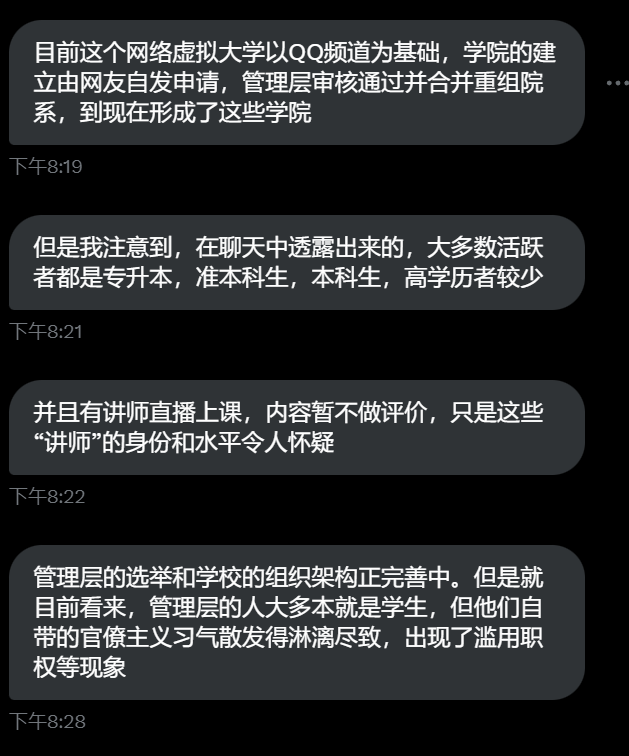 目前这个网络虚拟大学以QQ频道为基础，学院的建
立由网友自发申请，管理层审核通过并合并重组院
系，到现在形成了这些学院
下午8:19
但是我注意到，在聊天中透露出来的，大多数活跃
者都是专升本，准本科生，本科生，高学历者较少
下午8:21
并且有讲师直播上课，内容暂不做评价，只是这些
“讲师”的身份和水平令人怀疑
下午8:22
管理层的选举和学校的组织架构正完善中。但是就
目前看来，管理层的人大多本就是学生，但他们自
带的官僚主义习气散发得淋漓尽致，出现了滥用职
权等现象
下午8:28